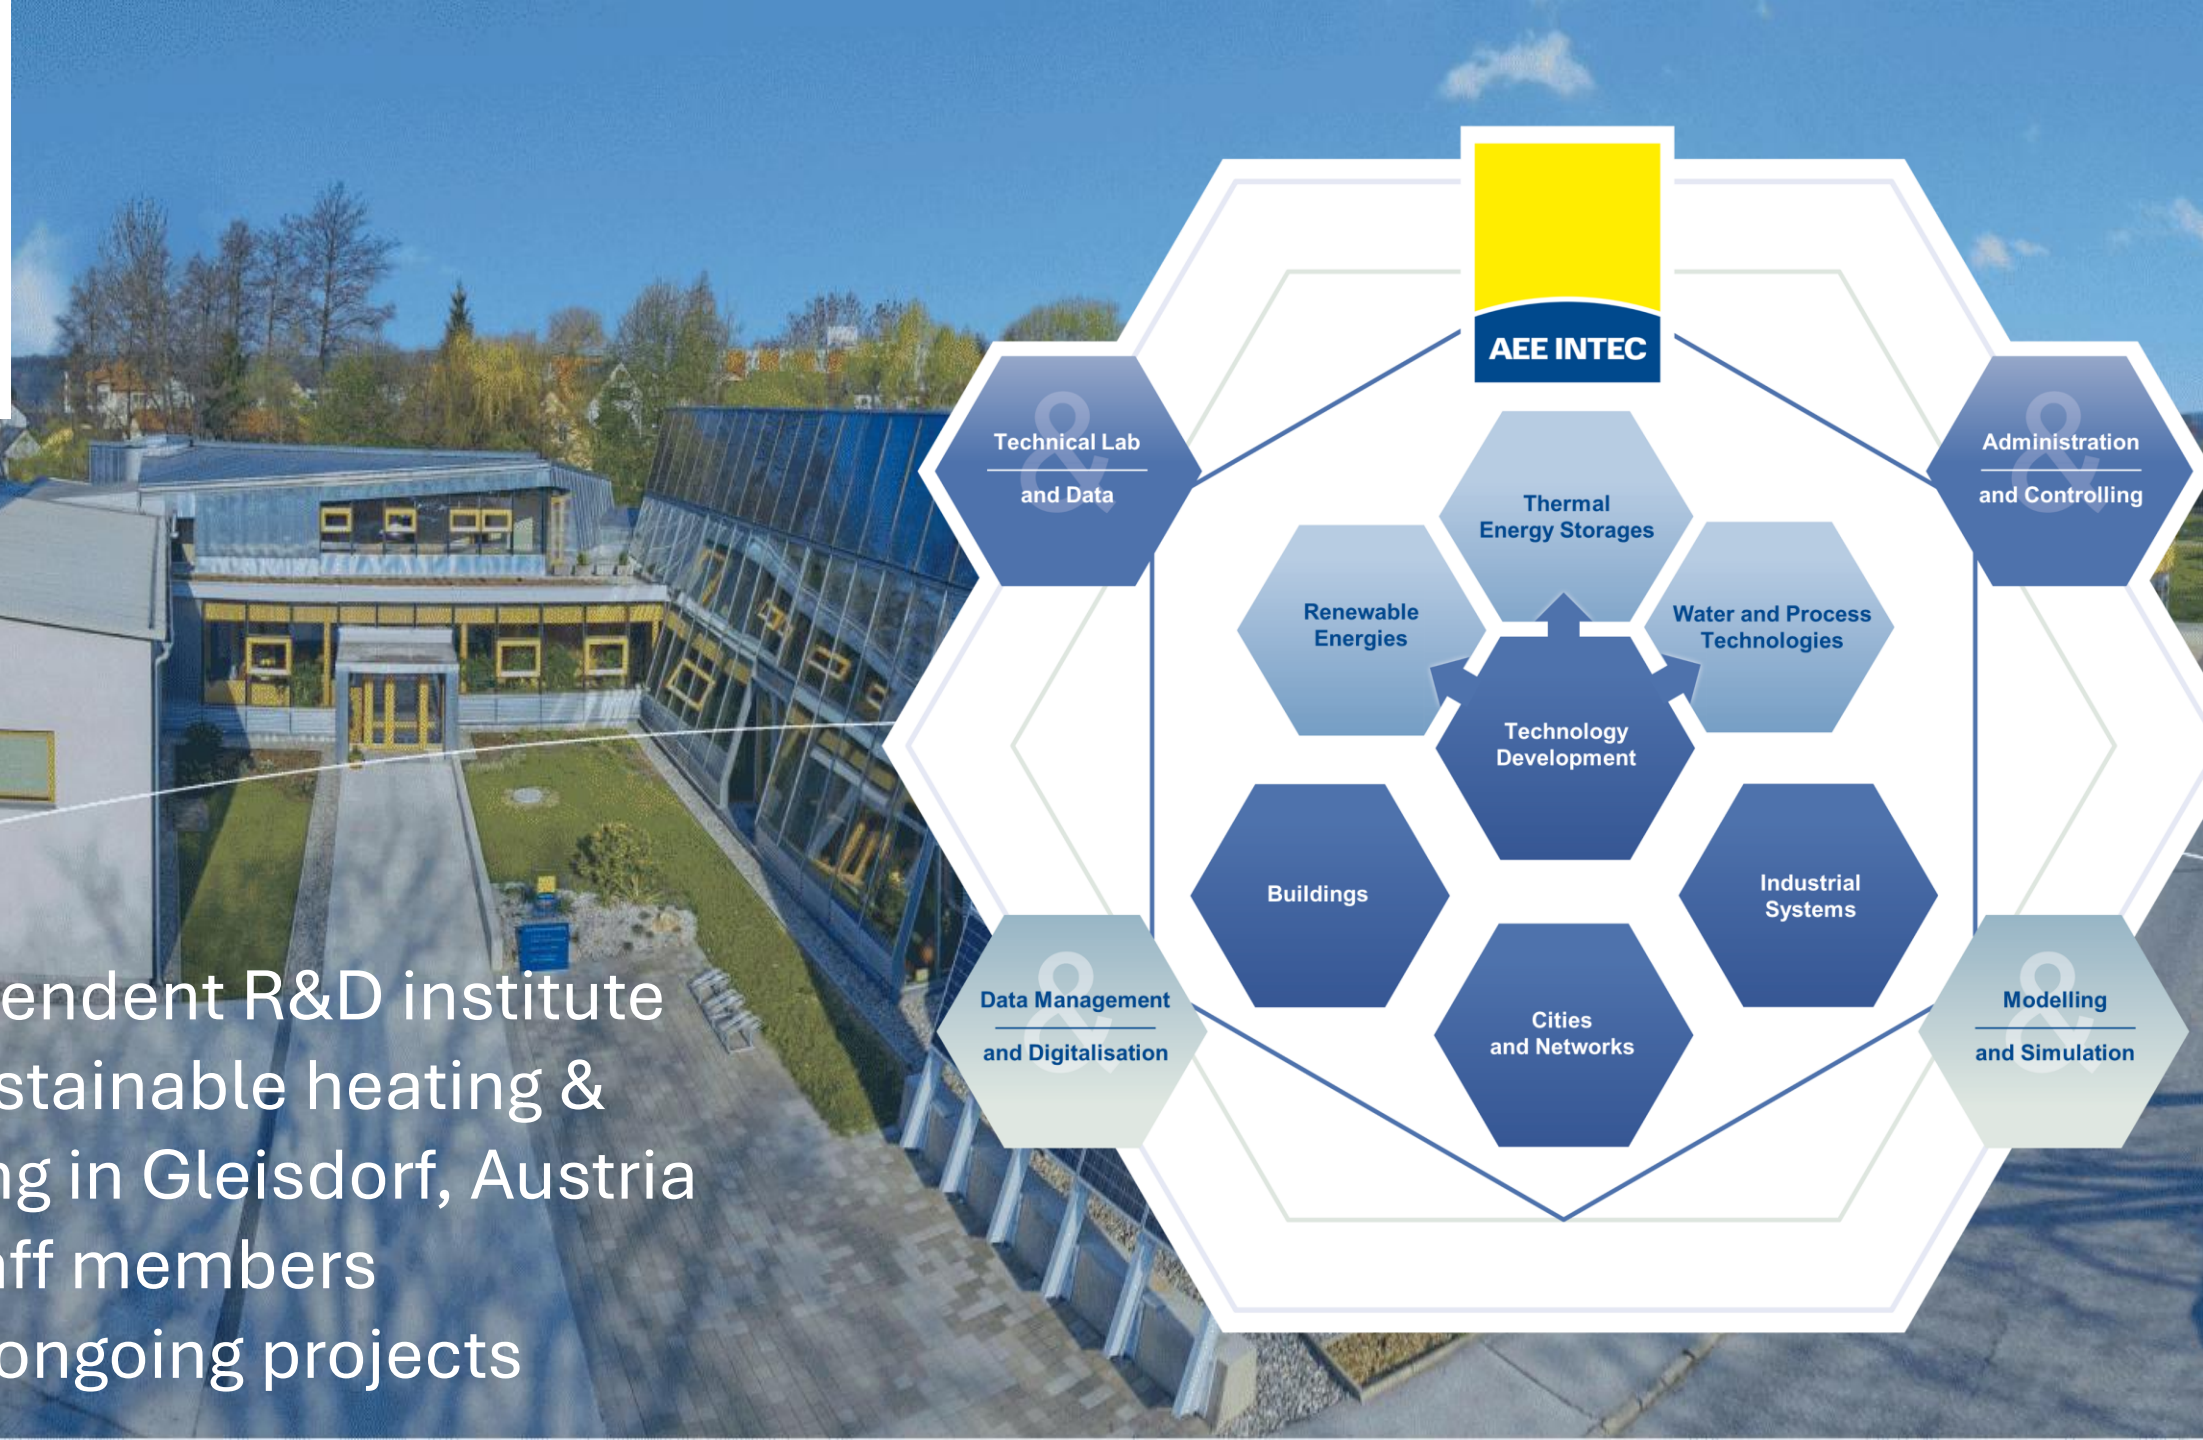 AEE INTEC
Technical Lab
and Data
Administration
and Controlling
Thermal
Energy Storages
Renewable
Energies
Water and Process
Technologies
Technology
Development
Buildings
Industrial
Systems
Cities
and Networks
Data Management
and Digitalisation
Modelling
and Simulation
endent R&D institute
stainable heating &
ng in Gleisdorf, Austria
aff members
ongoing projects